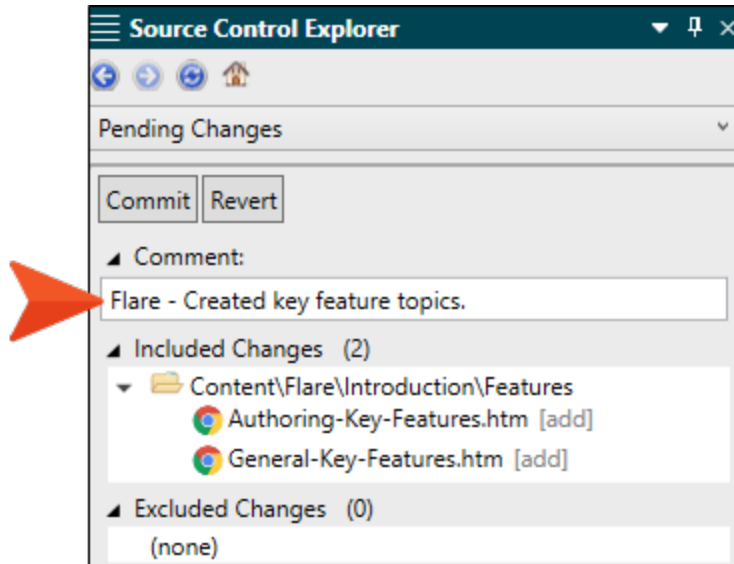 Source Control Explorer
Pending Changes
Commit Revert
Comment:
Flare - Created key feature topics.
Included Changes (2)
Content\Flare\Introduction\Features
Authoring-Key-Features.htm [add]
General-Key-Features.htm [add]
Excluded Changes (0)
(none)